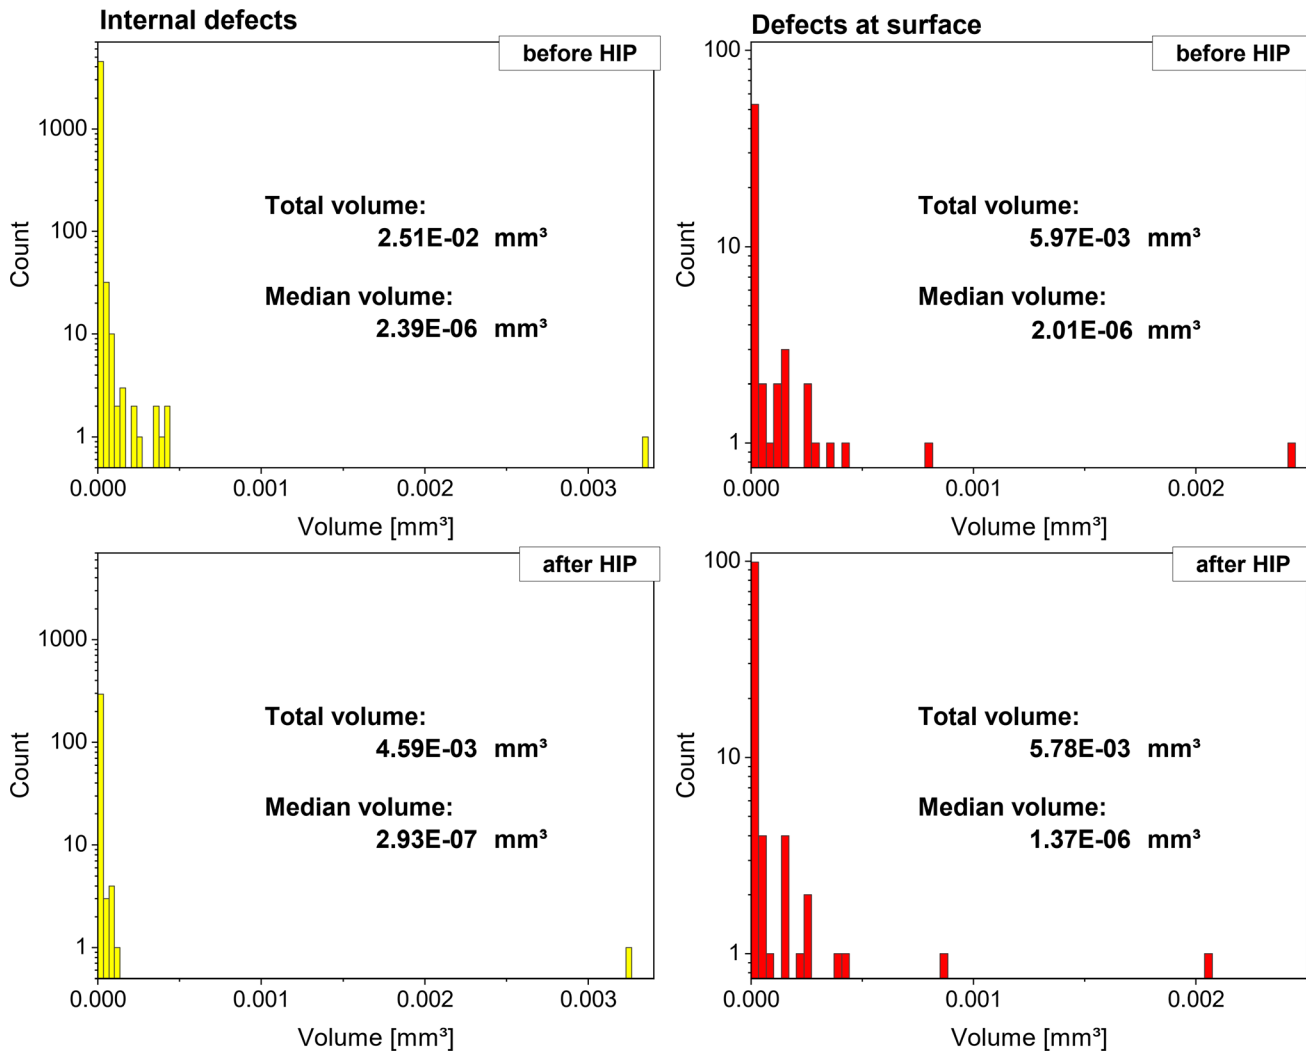 Internal defects
before HIP
1000
100
10
1
Count
Total volume:
2.51E-02 mm³
Median volume:
2.39E-06 mm³
0.000
0.001
0.002
0.003
Volume [mm³]
Defects at surface
before HIP
100
10
1
Count
Total volume:
5.97E-03 mm³
Median volume:
2.01E-06 mm³
0.000
0.001
0.002
Volume [mm³]
after HIP
1000
100
10
1
Count
Total volume:
4.59E-03 mm³
Median volume:
2.93E-07 mm³
0.000
0.001
0.002
0.003
Volume [mm³]
after HIP
100
10
1
Count
Total volume:
5.78E-03 mm³
Median volume:
1.37E-06 mm³
0.000
0.001
0.002
Volume [mm³]